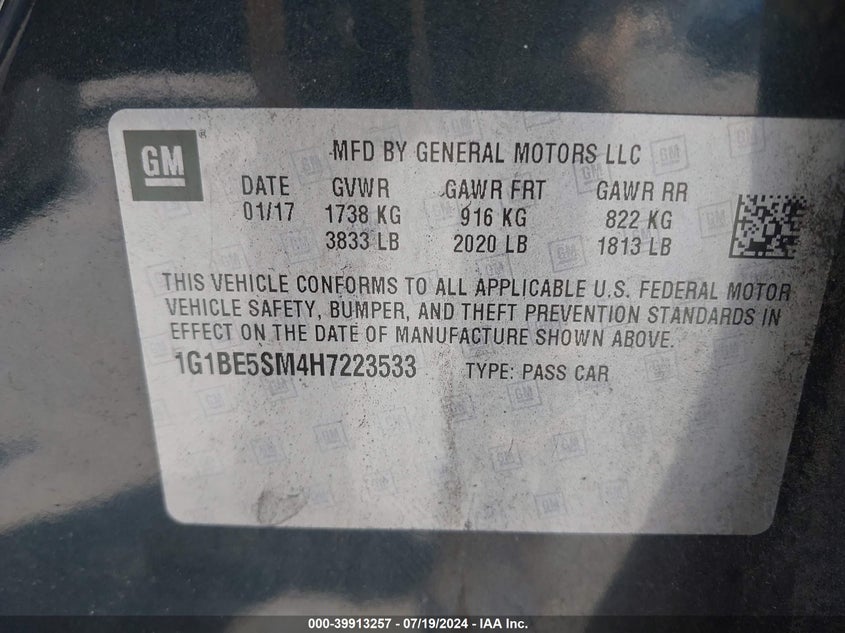 GM ®
MFD BY GENERAL MOTORS LLC
DATE GVWR GAWR FRT GAWR RR
01/17 1738 KG 916 KG 822 KG
3833 LB 2020 LB 1813 LB
THIS VEHICLE CONFORMS TO ALL APPLICABLE U.S. FEDERAL MOTOR
VEHICLE SAFETY, BUMPER, AND THEFT PREVENTION STANDARDS IN
EFFECT ON THE DATE OF MANUFACTURE SHOWN ABOVE.
1G1BE5SM4H7223533 TYPE: PASS CAR
000-39913257 - 07/19/2024 - IAA Inc.